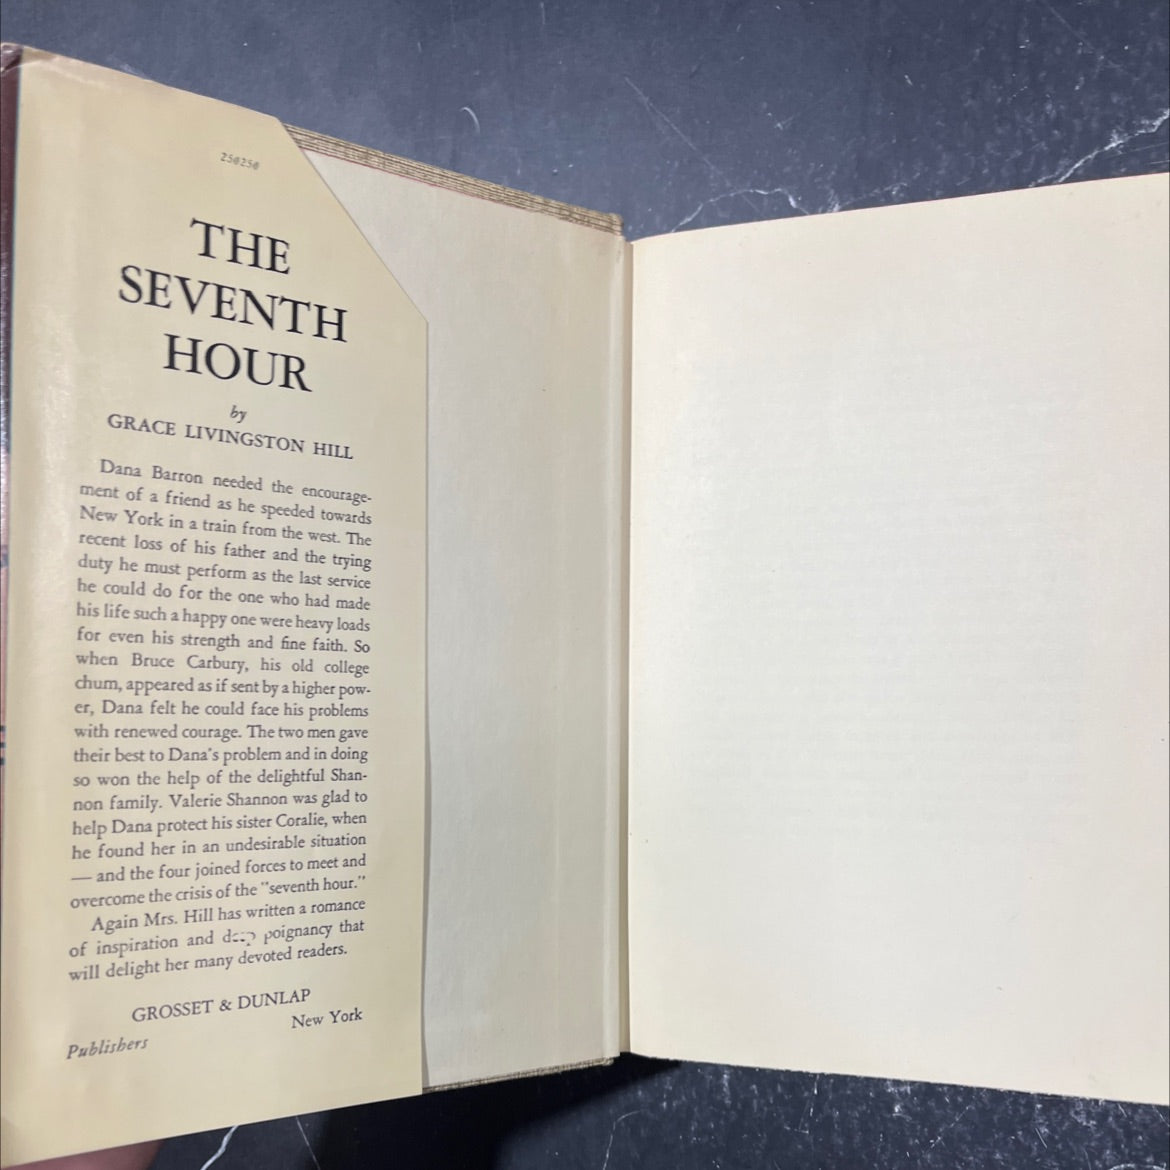 250250
THE
SEVENTH
HOUR
by
GRACE LIVINGSTON HILL
Dana Barron needed the encourage-
ment of a friend as he speeded towards
New York in a train from the west. The
recent loss of his father and the trying
duty he must perform as the last service
he could do for the one who had made
his life such a happy one were heavy loads
for even his strength and fine faith. So
when Bruce Carbury, his old college
chum, appeared as if sent by a higher pow-
er, Dana felt he could face his problems
with renewed courage. The two men gave
their best to Dana's problem and in doing
so won the help of the delightful Shan-
non family. Valerie Shannon was glad to
help Dana protect his sister Coralie, when
he found her in an undesirable situation
— and the four joined forces to meet and
overcome the crisis of the "seventh hour."
Again Mrs. Hill has written a romance
of inspiration and deep poignancy that
will delight her many devoted readers.
GROSSET & DUNLAP
Publishers New York